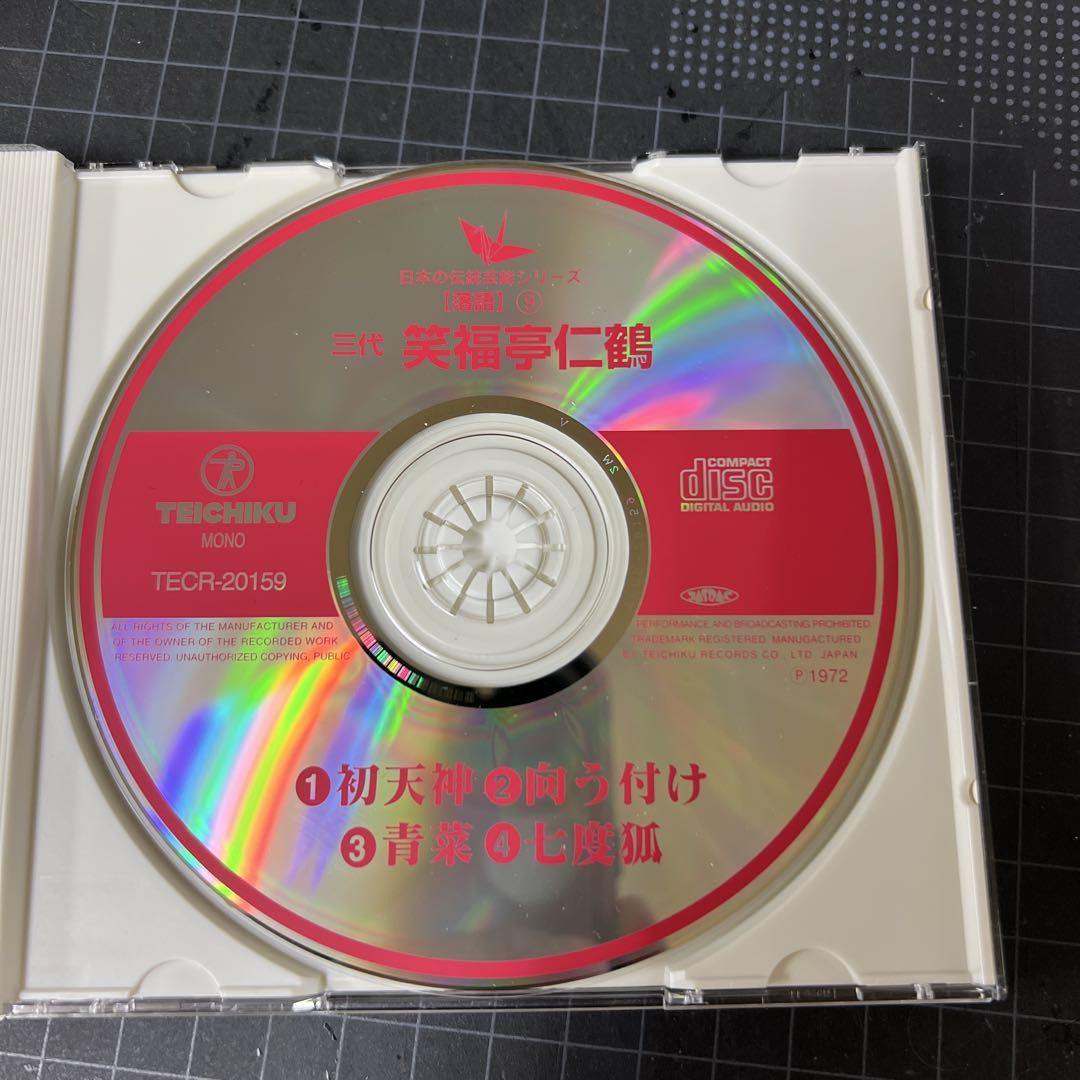 日本の伝統芸能シリーズ
【落語】⑨
三代 笑福亭仁鶴
TEICHIKU
MONO
TECR-20159
COMPACT
disc
DIGITAL AUDIO
JASRAC
ALL RIGHTS OF THE MANUFACTURER AND
OF THE OWNER OF THE RECORDED WORK
RESERVED. UNAUTHORIZED COPYING, PUBLIC
PERFORMANCE AND BROADCASTING PROHIBITED.
TRADEMARK REGISTERED. MANUGACTURED
BY TEICHIKU RECORDS CO., LTD. JAPAN
Ⓟ1972
❶初天神❷向う付け
❸青菜❹七度狐